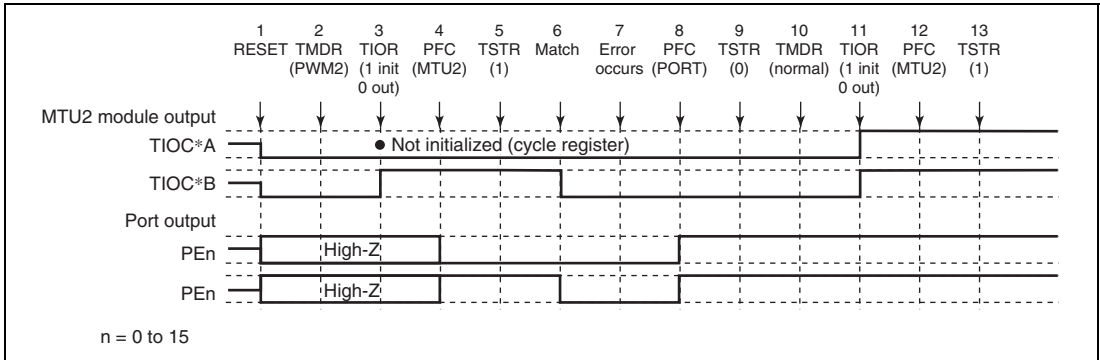 1 2 3 4 5 6 7 8 9 10 11 12 13
RESET TMDR TIOR PFC TSTR Match Error PFC TSTR TMDR TIOR PFC TSTR
(PWM2) (1 init (MTU2) (1) occurs (PORT) (0) (normal) (1 init (MTU2) (1)
0 out) 0 out)
MTU2 module output
TIOC*A
● Not initialized (cycle register)
TIOC*B
Port output
PEn
High-Z
PEn
High-Z
n = 0 to 15